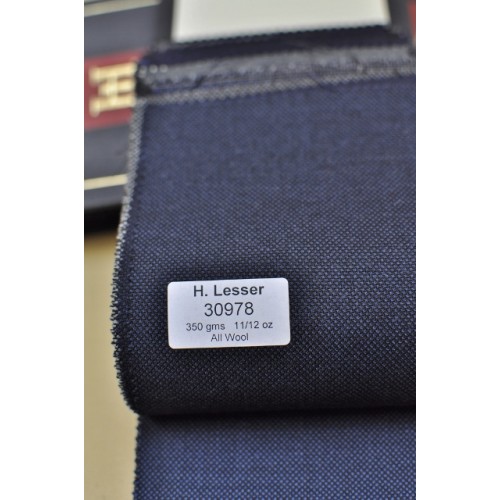 H
H. Lesser
30978
350 gms 11/12 oz
All Wool